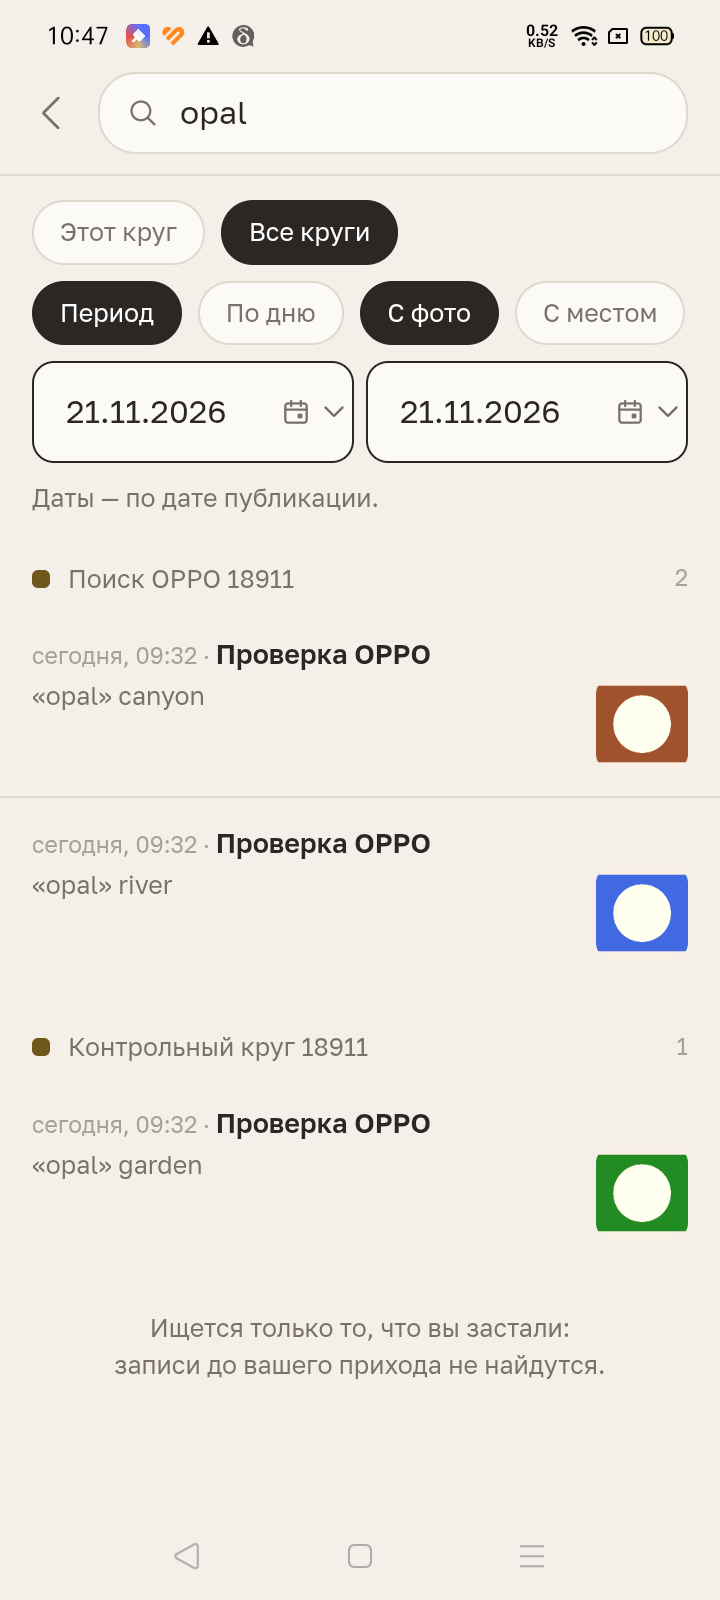 10:47
0.52
KB/S
100
opal
Этот круг
Все круги
Период
По дню
С фото
С местом
21.11.2026
21.11.2026
Даты — по дате публикации.
Поиск OPPO 18911
2
сегодня, 09:32 · Проверка OPPO
«opal» canyon
сегодня, 09:32 · Проверка OPPO
«opal» river
Контрольный круг 18911
1
сегодня, 09:32 · Проверка OPPO
«opal» garden
Ищется только то, что вы застали:
записи до вашего прихода не найдутся.